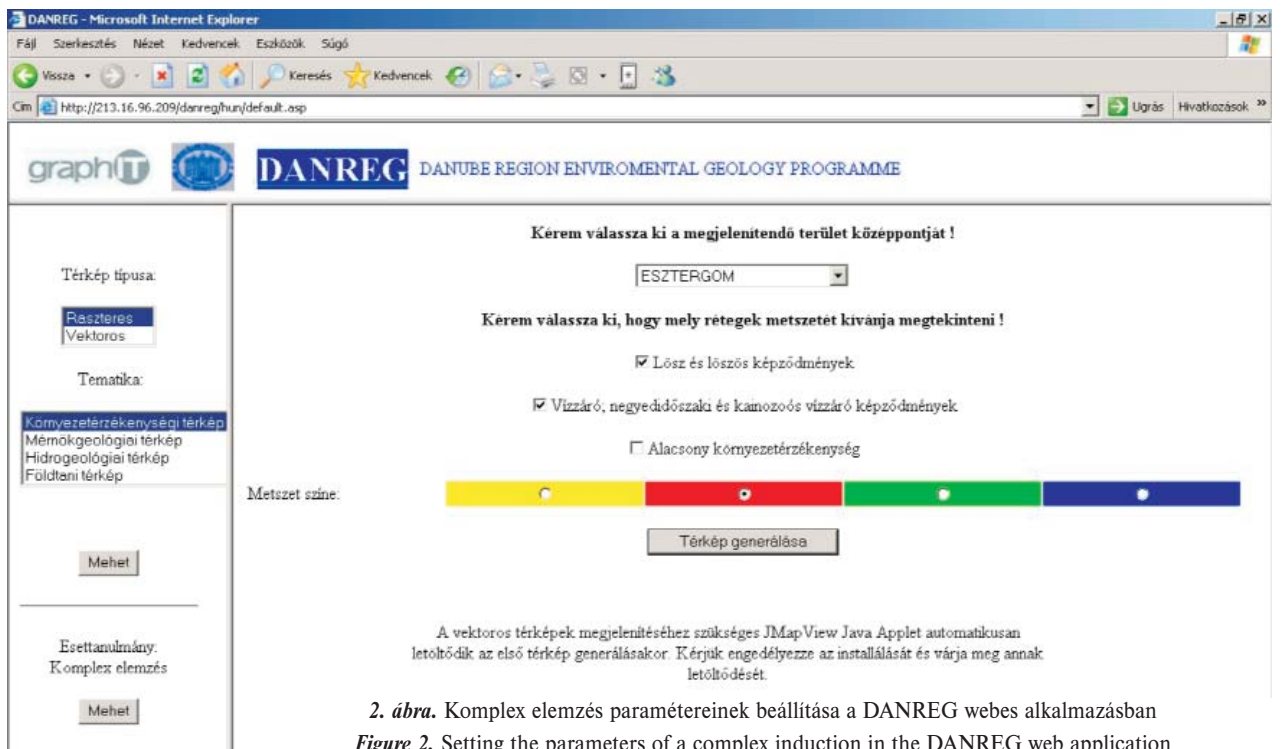 DANREG - Microsoft Internet Explorer
Fájl Szerkesztés Nézet Kedvencek Eszközök Súgó
Vissza Keresés Kedvencek
Cím http://213.16.96.209/danreg/hun/default.asp Ugrás Hivatkozások »
graphIT DANREG DANUBE REGION ENVIROMENTAL GEOLOGY PROGRAMME
Térkép típusa:
Raszteres
Vektoros
Tematika:
Környezetérzékenységi térkép
Mérnökgeológiai térkép
Hidrogeológiai térkép
Földtani térkép
Mehet
Esettanulmány:
Komplex elemzés
Mehet
Kérem válassza ki a megjelenítendő terület középpontját !
ESZTERGOM
Kérem válassza ki, hogy mely rétegek metszetét kívánja megtekinteni !
Lösz és löszös képződmények
Vízzáró, negyedidőszaki és kainozoós vízzáró képződmények
Alacsony környezetérzékenység
Metszet színe:
Térkép generálása
A vektoros térképek megjelenítéséhez szükséges JMapView Java Applet automatikusan
letöltődik az első térkép generálásakor. Kérjük engedélyezze az installálását és várja meg annak
letöltődését.
2. ábra. Komplex elemzés paramétereinek beállítása a DANREG webes alkalmazásban
Figure 2. Setting the parameters of a complex induction in the DANREG web application